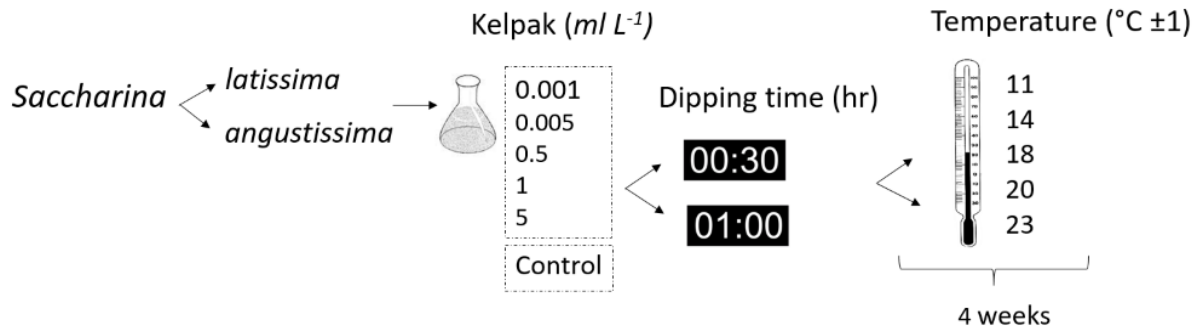 Kelpak (ml L-1)
Temperature (°C ±1)
Saccharina
latissima
angustissima
0.001
0.005
0.5
1
5
Control
Dipping time (hr)
00:30
01:00
11
14
18
20
23
4 weeks